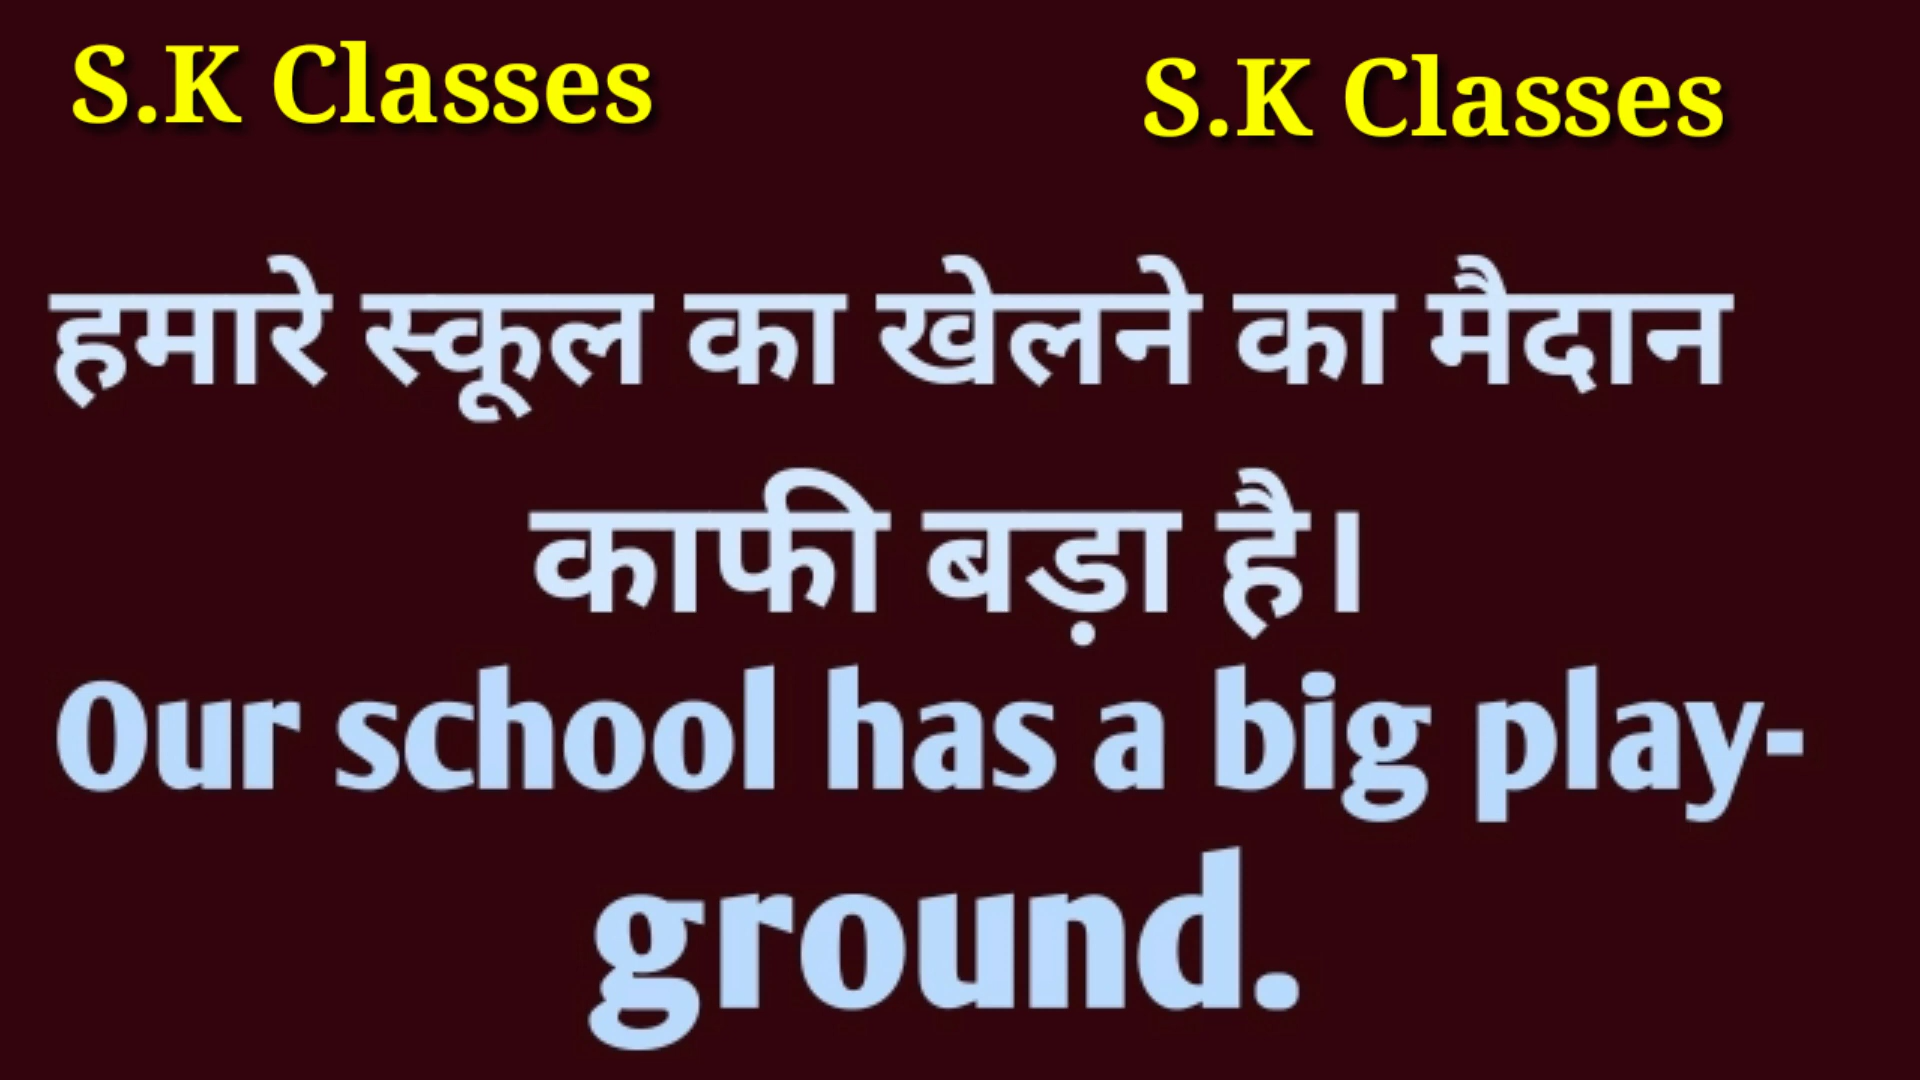 S.K Classes S.K Classes
हमारे स्कूल का खेलने का मैदान
काफी बड़ा है।
Our school has a big play-
ground.